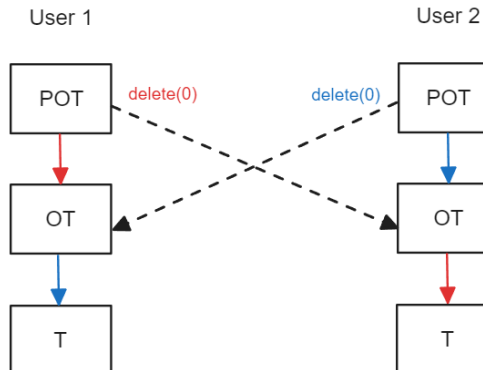 User 1
User 2
POT
delete(0)
delete(0)
POT
OT
OT
T
T